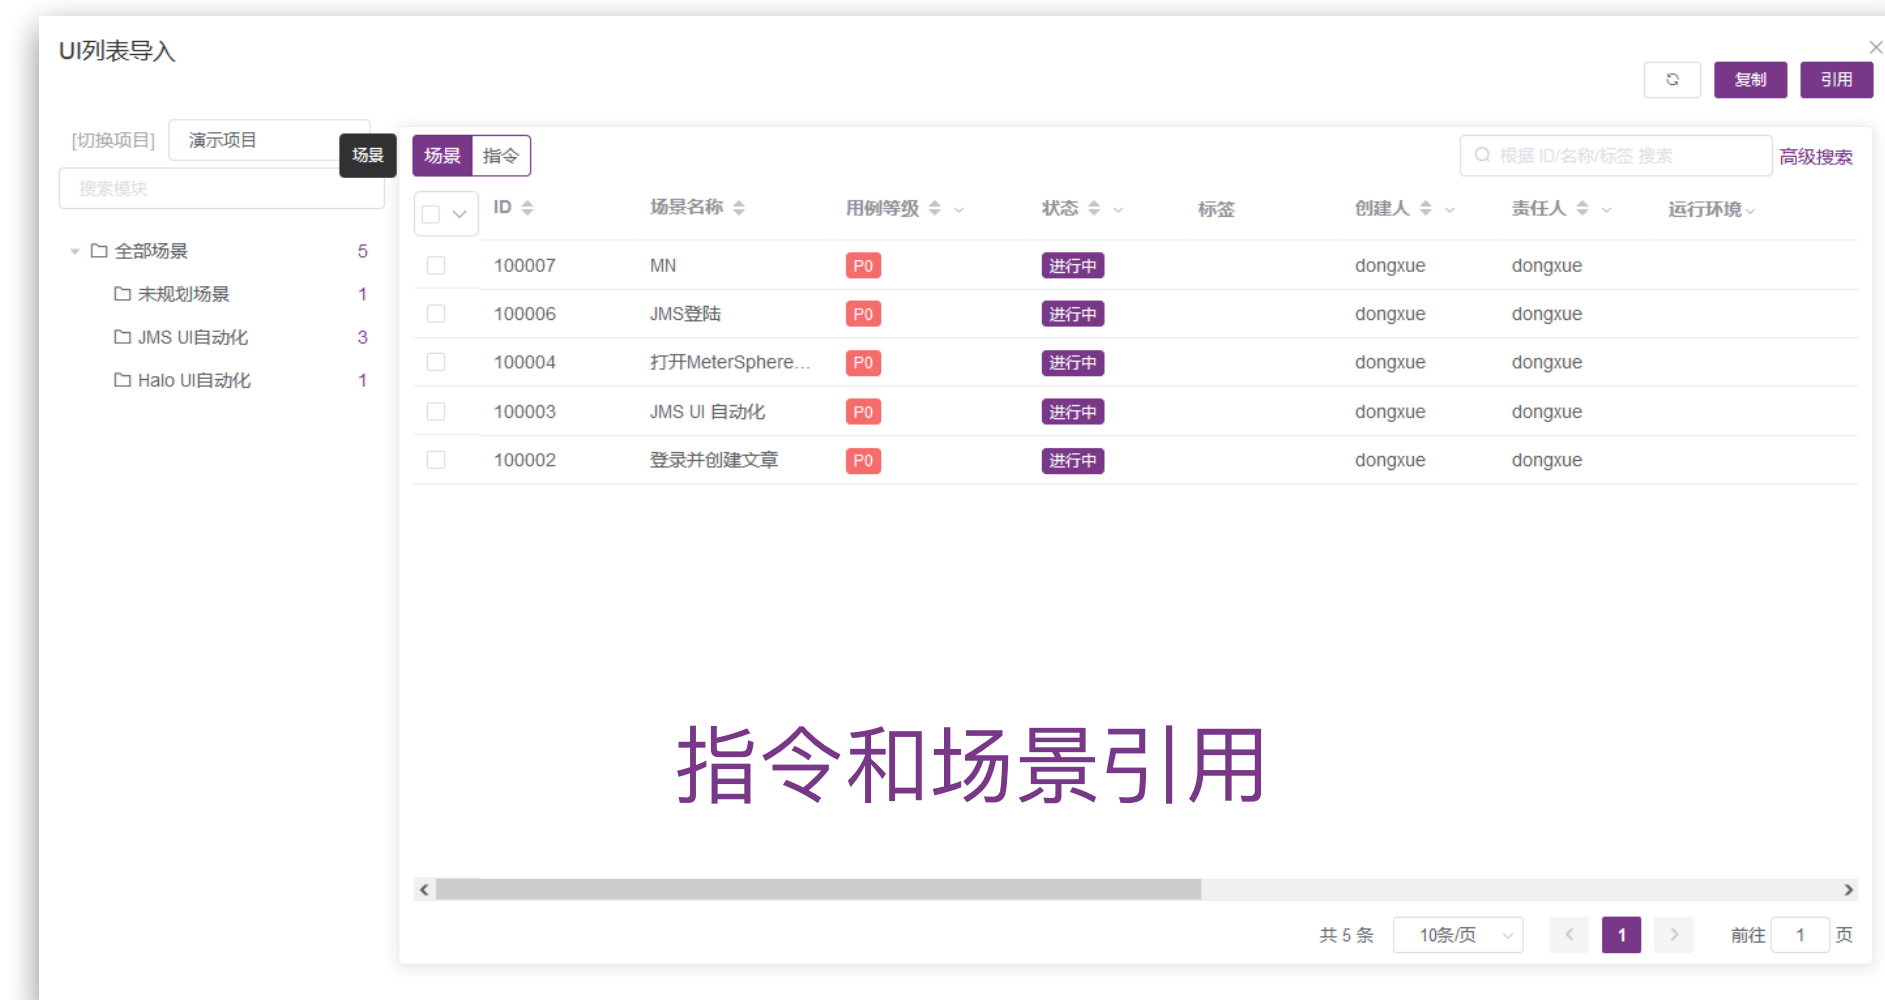 UI列表导入
复制 引用
[切换项目] 演示项目
场景
场景 指令
根据 ID/名称/标签 搜索 高级搜索
搜索模块
ID 场景名称 用例等级 状态 标签 创建人 责任人 运行环境
全部场景 5
未规划场景 1
JMS UI自动化 3
Halo UI自动化 1
100007 MN P0 进行中 dongxue dongxue
100006 JMS登陆 P0 进行中 dongxue dongxue
100004 打开MeterSphere... P0 进行中 dongxue dongxue
100003 JMS UI 自动化 P0 进行中 dongxue dongxue
100002 登录并创建文章 P0 进行中 dongxue dongxue
指令和场景引用
共 5 条 10条/页 1 前往 1 页